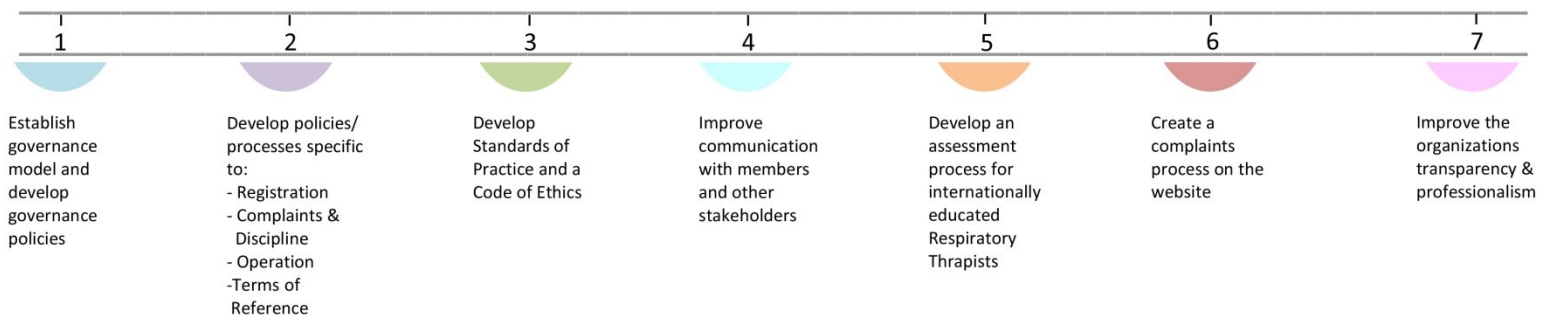 1
2
3
4
5
6
7
Establish
governance
model and
develop
governance
policies
Develop policies/
processes specific
to:
- Registration
- Complaints &
Discipline
- Operation
-Terms of
Reference
Develop
Standards of
Practice and a
Code of Ethics
Improve
communication
with members
and other
stakeholders
Develop an
assessment
process for
internationally
educated
Respiratory
Thrapists
Create a
complaints
process on the
website
Improve the
organizations
transparency &
professionalism